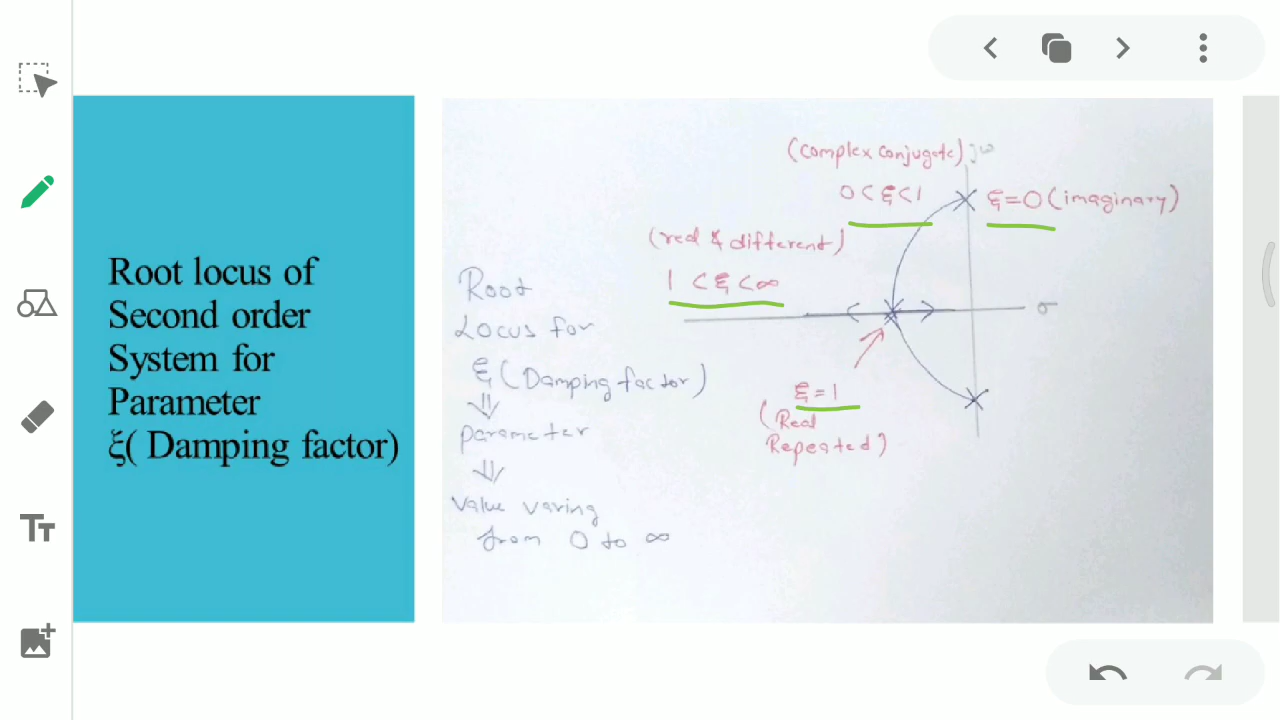 Root locus of
Second order
System for
Parameter
ξ( Damping factor)
(complex conjugate) jω
0 < ξ < 1
ξ=0 (imaginary)
(real & different)
1 < ξ < ∞
σ
ξ=1
(Real
Repeated)
Root
Locus for
ξ (Damping factor)
parameter
value varing
from 0 to ∞
Tт